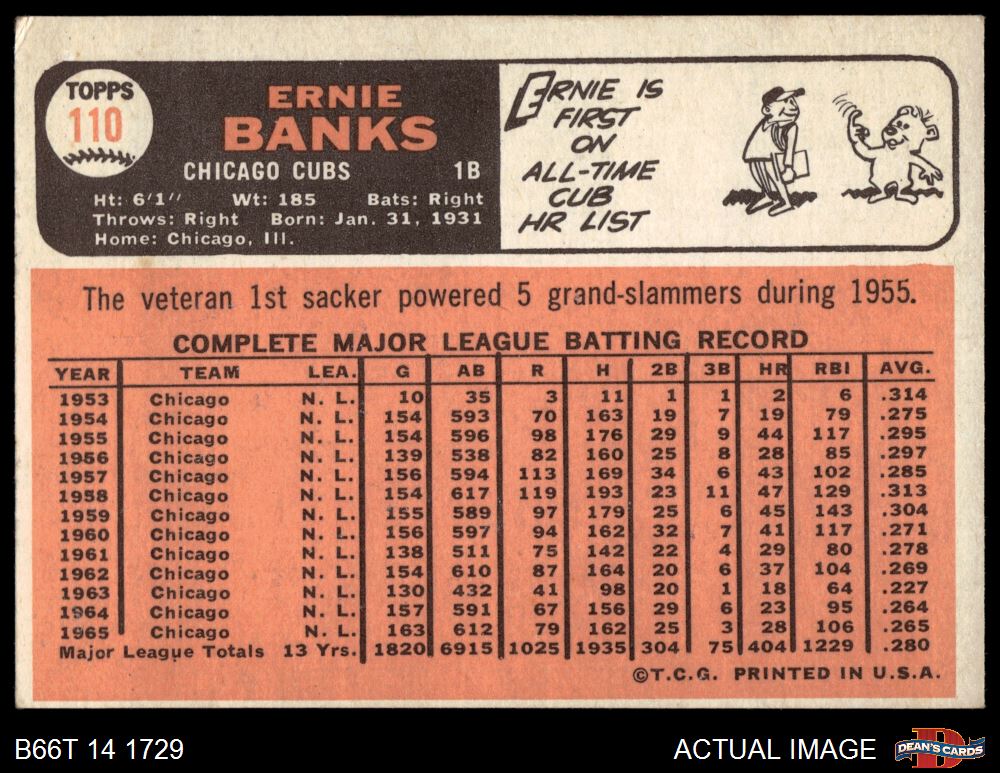 TOPPS
110
ERNIE
BANKS
CHICAGO CUBS 1B
Ht: 6'1" Wt: 185 Bats: Right
Throws: Right Born: Jan. 31, 1931
Home: Chicago, Ill.
ERNIE IS
FIRST
ON
ALL-TIME
CUB
HR LIST
The veteran 1st sacker powered 5 grand-slammers during 1955.
COMPLETE MAJOR LEAGUE BATTING RECORD
YEAR TEAM LEA. G AB R H 2B 3B HR RBI AVG.
1953 Chicago N. L. 10 35 3 11 1 1 2 6 .314
1954 Chicago N. L. 154 593 70 163 19 7 19 79 .275
1955 Chicago N. L. 154 596 98 176 29 9 44 117 .295
1956 Chicago N. L. 139 538 82 160 25 8 28 85 .297
1957 Chicago N. L. 156 594 113 169 34 6 43 102 .285
1958 Chicago N. L. 154 617 119 193 23 11 47 129 .313
1959 Chicago N. L. 155 589 97 179 25 6 45 143 .304
1960 Chicago N. L. 156 597 94 162 32 7 41 117 .271
1961 Chicago N. L. 138 511 75 142 22 4 29 80 .278
1962 Chicago N. L. 154 610 87 164 20 6 37 104 .269
1963 Chicago N. L. 130 432 41 98 20 1 18 64 .227
1964 Chicago N. L. 157 591 67 156 29 6 23 95 .264
1965 Chicago N. L. 163 612 79 162 25 3 28 106 .265
Major League Totals 13 Yrs. 1820 6915 1025 1935 304 75 404 1229 .280
©T.C.G. PRINTED IN U.S.A.
B66T 14 1729
ACTUAL IMAGE
DEAN'S CARDS